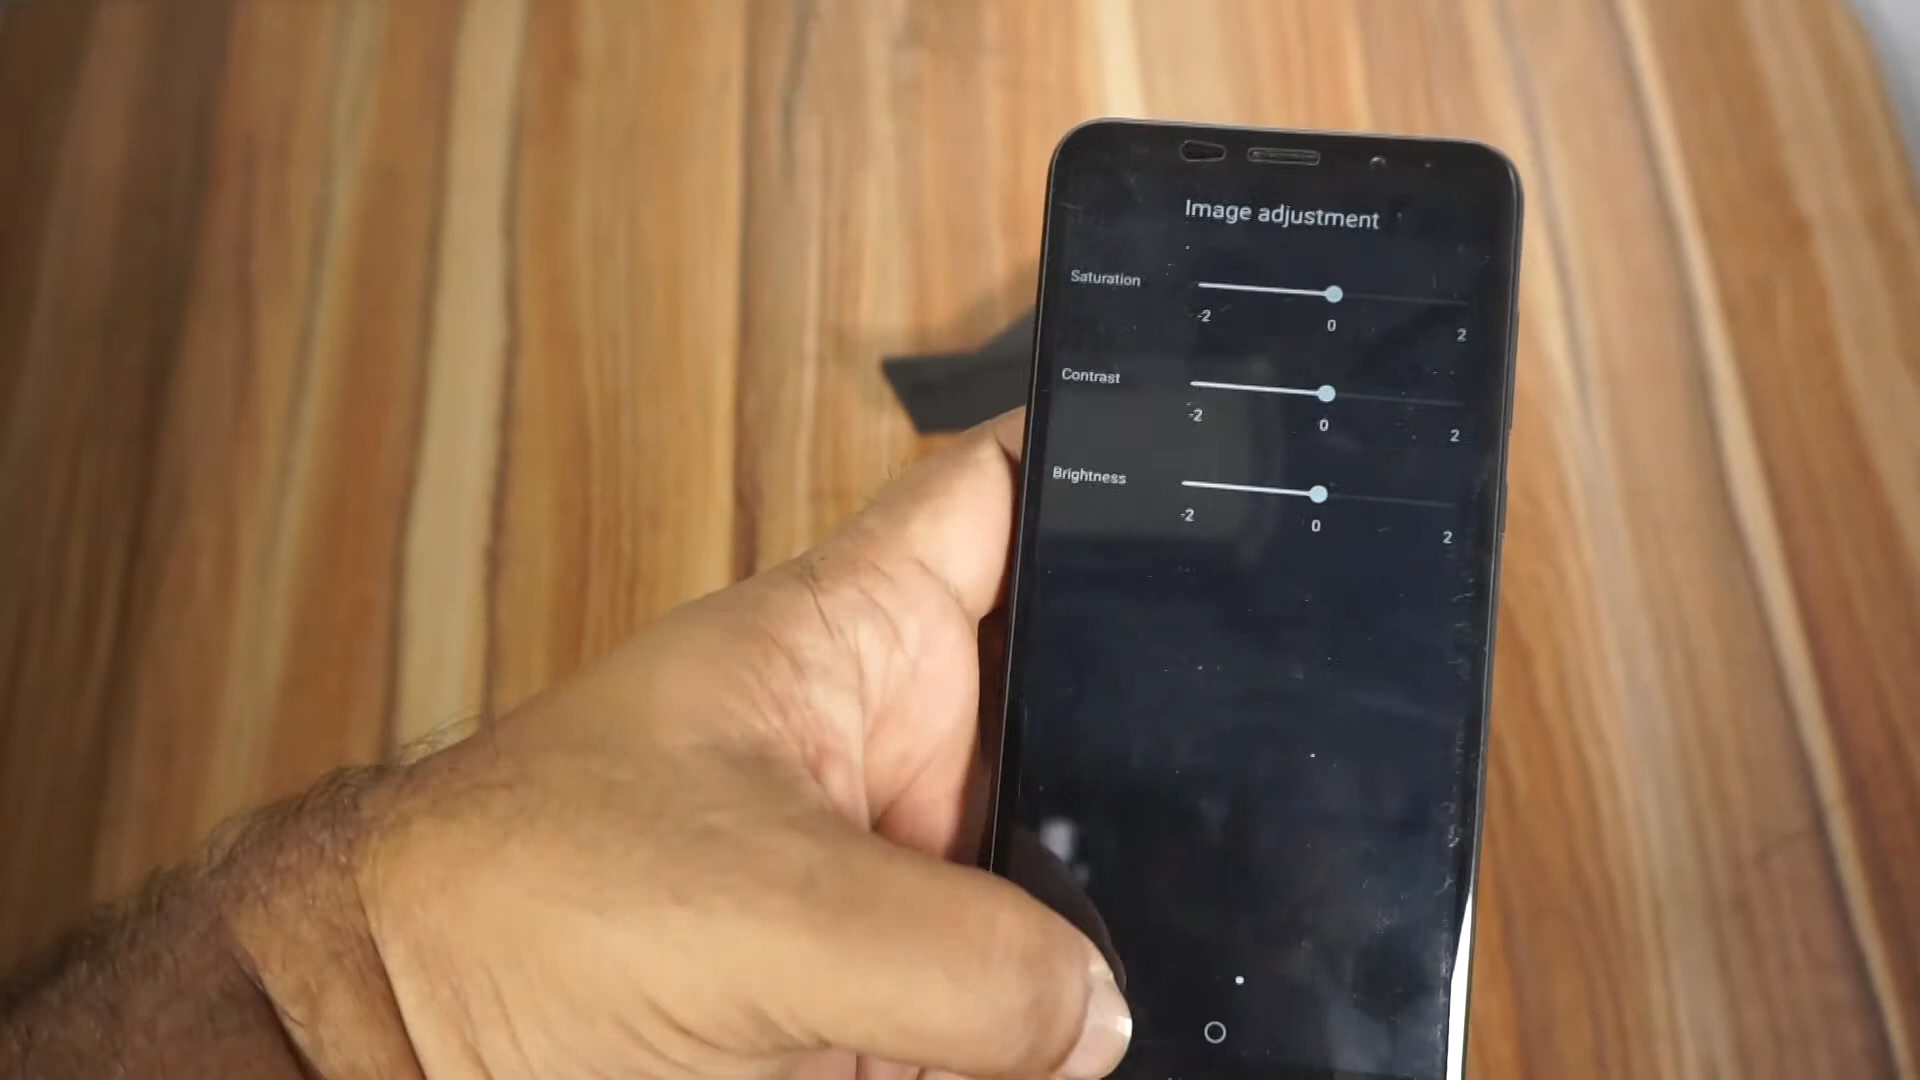 Image adjustment
Saturation
-2 0 2
Contrast
-2 0 2
Brightness
-2 0 2